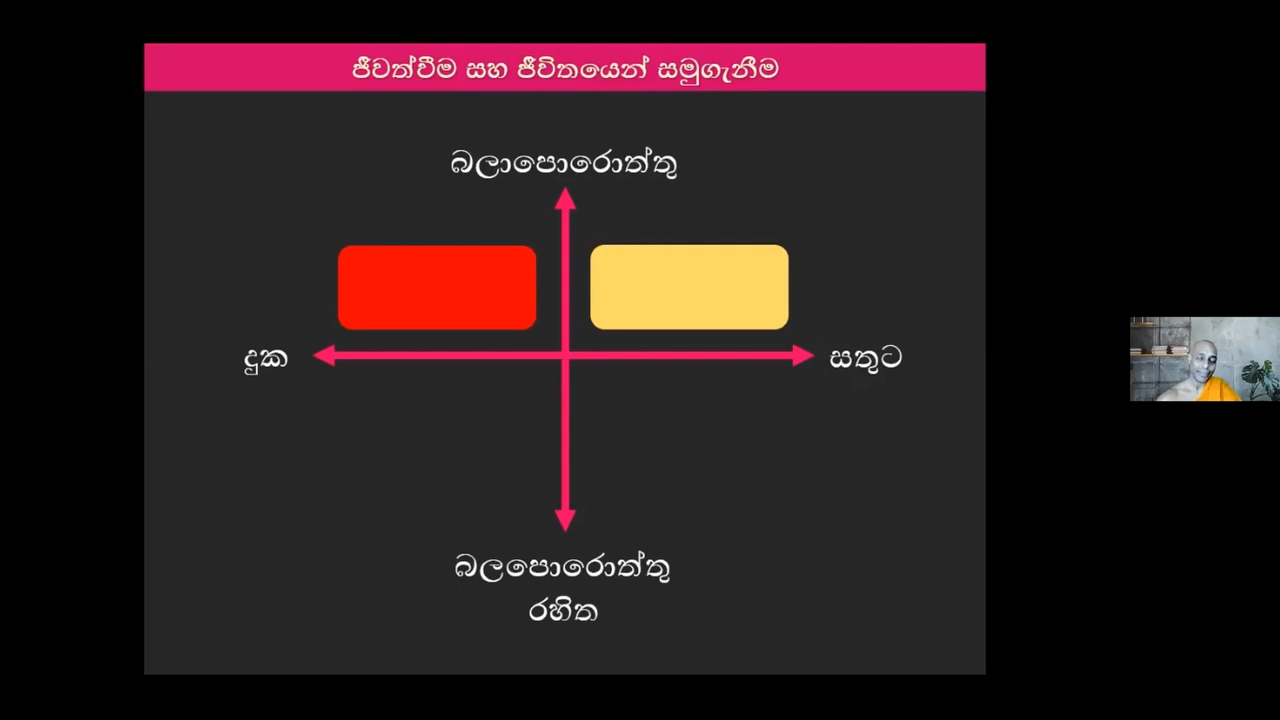 ජීවත්වීම සහ ජීවිතයෙන් සමුගැනීම
බලාපොරොත්තු
දුක
සතුට
බලපොරොත්තු
රහිත